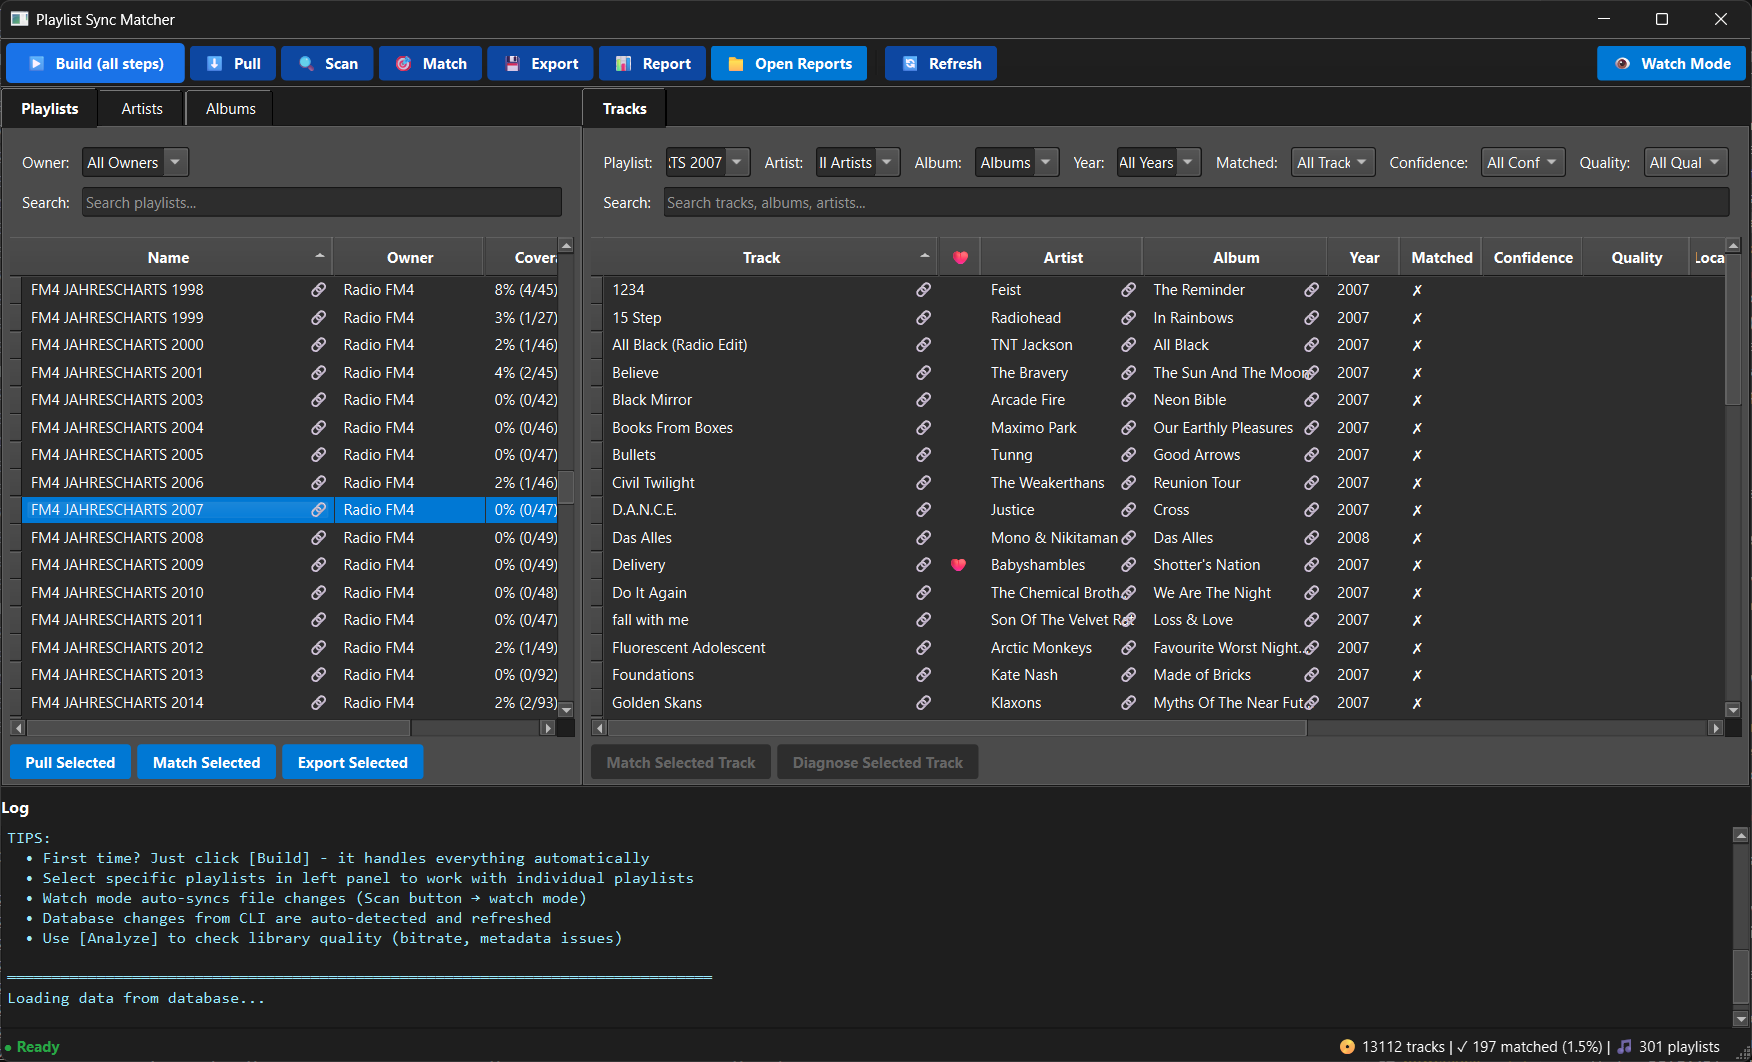 Playlist Sync Matcher
Build (all steps) Pull Scan Match Export Report Open Reports Refresh Watch Mode
Playlists Artists Albums
Owner: All Owners
Search: Search playlists...
Name Owner Covera
FM4 JAHRESCHARTS 1998 Radio FM4 8% (4/45)
FM4 JAHRESCHARTS 1999 Radio FM4 3% (1/27)
FM4 JAHRESCHARTS 2000 Radio FM4 2% (1/46)
FM4 JAHRESCHARTS 2001 Radio FM4 4% (2/45)
FM4 JAHRESCHARTS 2003 Radio FM4 0% (0/42)
FM4 JAHRESCHARTS 2004 Radio FM4 0% (0/46)
FM4 JAHRESCHARTS 2005 Radio FM4 0% (0/47)
FM4 JAHRESCHARTS 2006 Radio FM4 2% (1/46)
FM4 JAHRESCHARTS 2007 Radio FM4 0% (0/47)
FM4 JAHRESCHARTS 2008 Radio FM4 0% (0/49)
FM4 JAHRESCHARTS 2009 Radio FM4 0% (0/49)
FM4 JAHRESCHARTS 2010 Radio FM4 0% (0/48)
FM4 JAHRESCHARTS 2011 Radio FM4 0% (0/47)
FM4 JAHRESCHARTS 2012 Radio FM4 2% (1/49)
FM4 JAHRESCHARTS 2013 Radio FM4 0% (0/92)
FM4 JAHRESCHARTS 2014 Radio FM4 2% (2/93)
Pull Selected Match Selected Export Selected
Tracks
Playlist: TS 2007 Artist: ll Artists Album: Albums Year: All Years Matched: All Track Confidence: All Conf Quality: All Qual
Search: Search tracks, albums, artists...
Track Artist Album Year Matched Confidence Quality Loca
1234 Feist The Reminder 2007 ✗
15 Step Radiohead In Rainbows 2007 ✗
All Black (Radio Edit) TNT Jackson All Black 2007 ✗
Believe The Bravery The Sun And The Moon 2007 ✗
Black Mirror Arcade Fire Neon Bible 2007 ✗
Books From Boxes Maximo Park Our Earthly Pleasures 2007 ✗
Bullets Tunng Good Arrows 2007 ✗
Civil Twilight The Weakerthans Reunion Tour 2007 ✗
D.A.N.C.E. Justice Cross 2007 ✗
Das Alles Mono & Nikitaman Das Alles 2008 ✗
Delivery Babyshambles Shotter's Nation 2007 ✗
Do It Again The Chemical Broth... We Are The Night 2007 ✗
fall with me Son Of The Velvet Rat Loss & Love 2007 ✗
Fluorescent Adolescent Arctic Monkeys Favourite Worst Night... 2007 ✗
Foundations Kate Nash Made of Bricks 2007 ✗
Golden Skans Klaxons Myths Of The Near Fut... 2007 ✗
Match Selected Track Diagnose Selected Track
Log
TIPS:
• First time? Just click [Build] - it handles everything automatically
• Select specific playlists in left panel to work with individual playlists
• Watch mode auto-syncs file changes (Scan button → watch mode)
• Database changes from CLI are auto-detected and refreshed
• Use [Analyze] to check library quality (bitrate, metadata issues)
Loading data from database...
● Ready
13112 tracks | ✓ 197 matched (1.5%) | 301 playlists